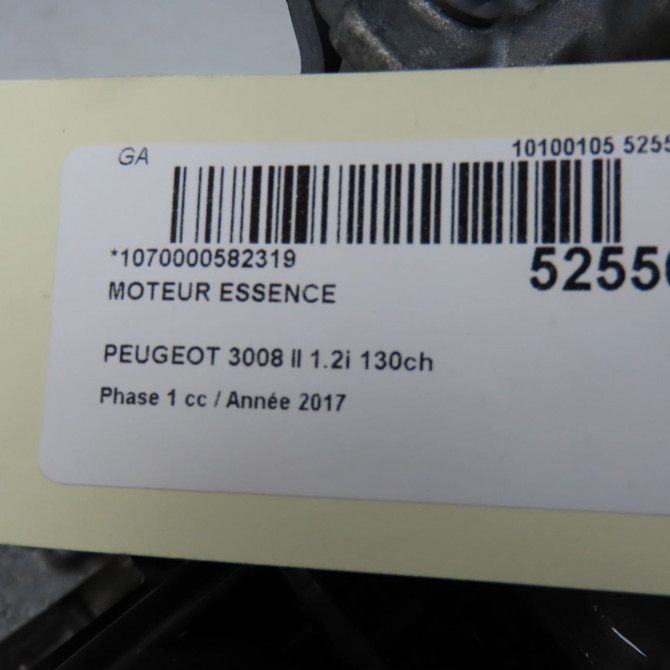 GA
10100105 5255
*1070000582319
5255
MOTEUR ESSENCE
PEUGEOT 3008 II 1.2i 130ch
Phase 1 cc / Année 2017